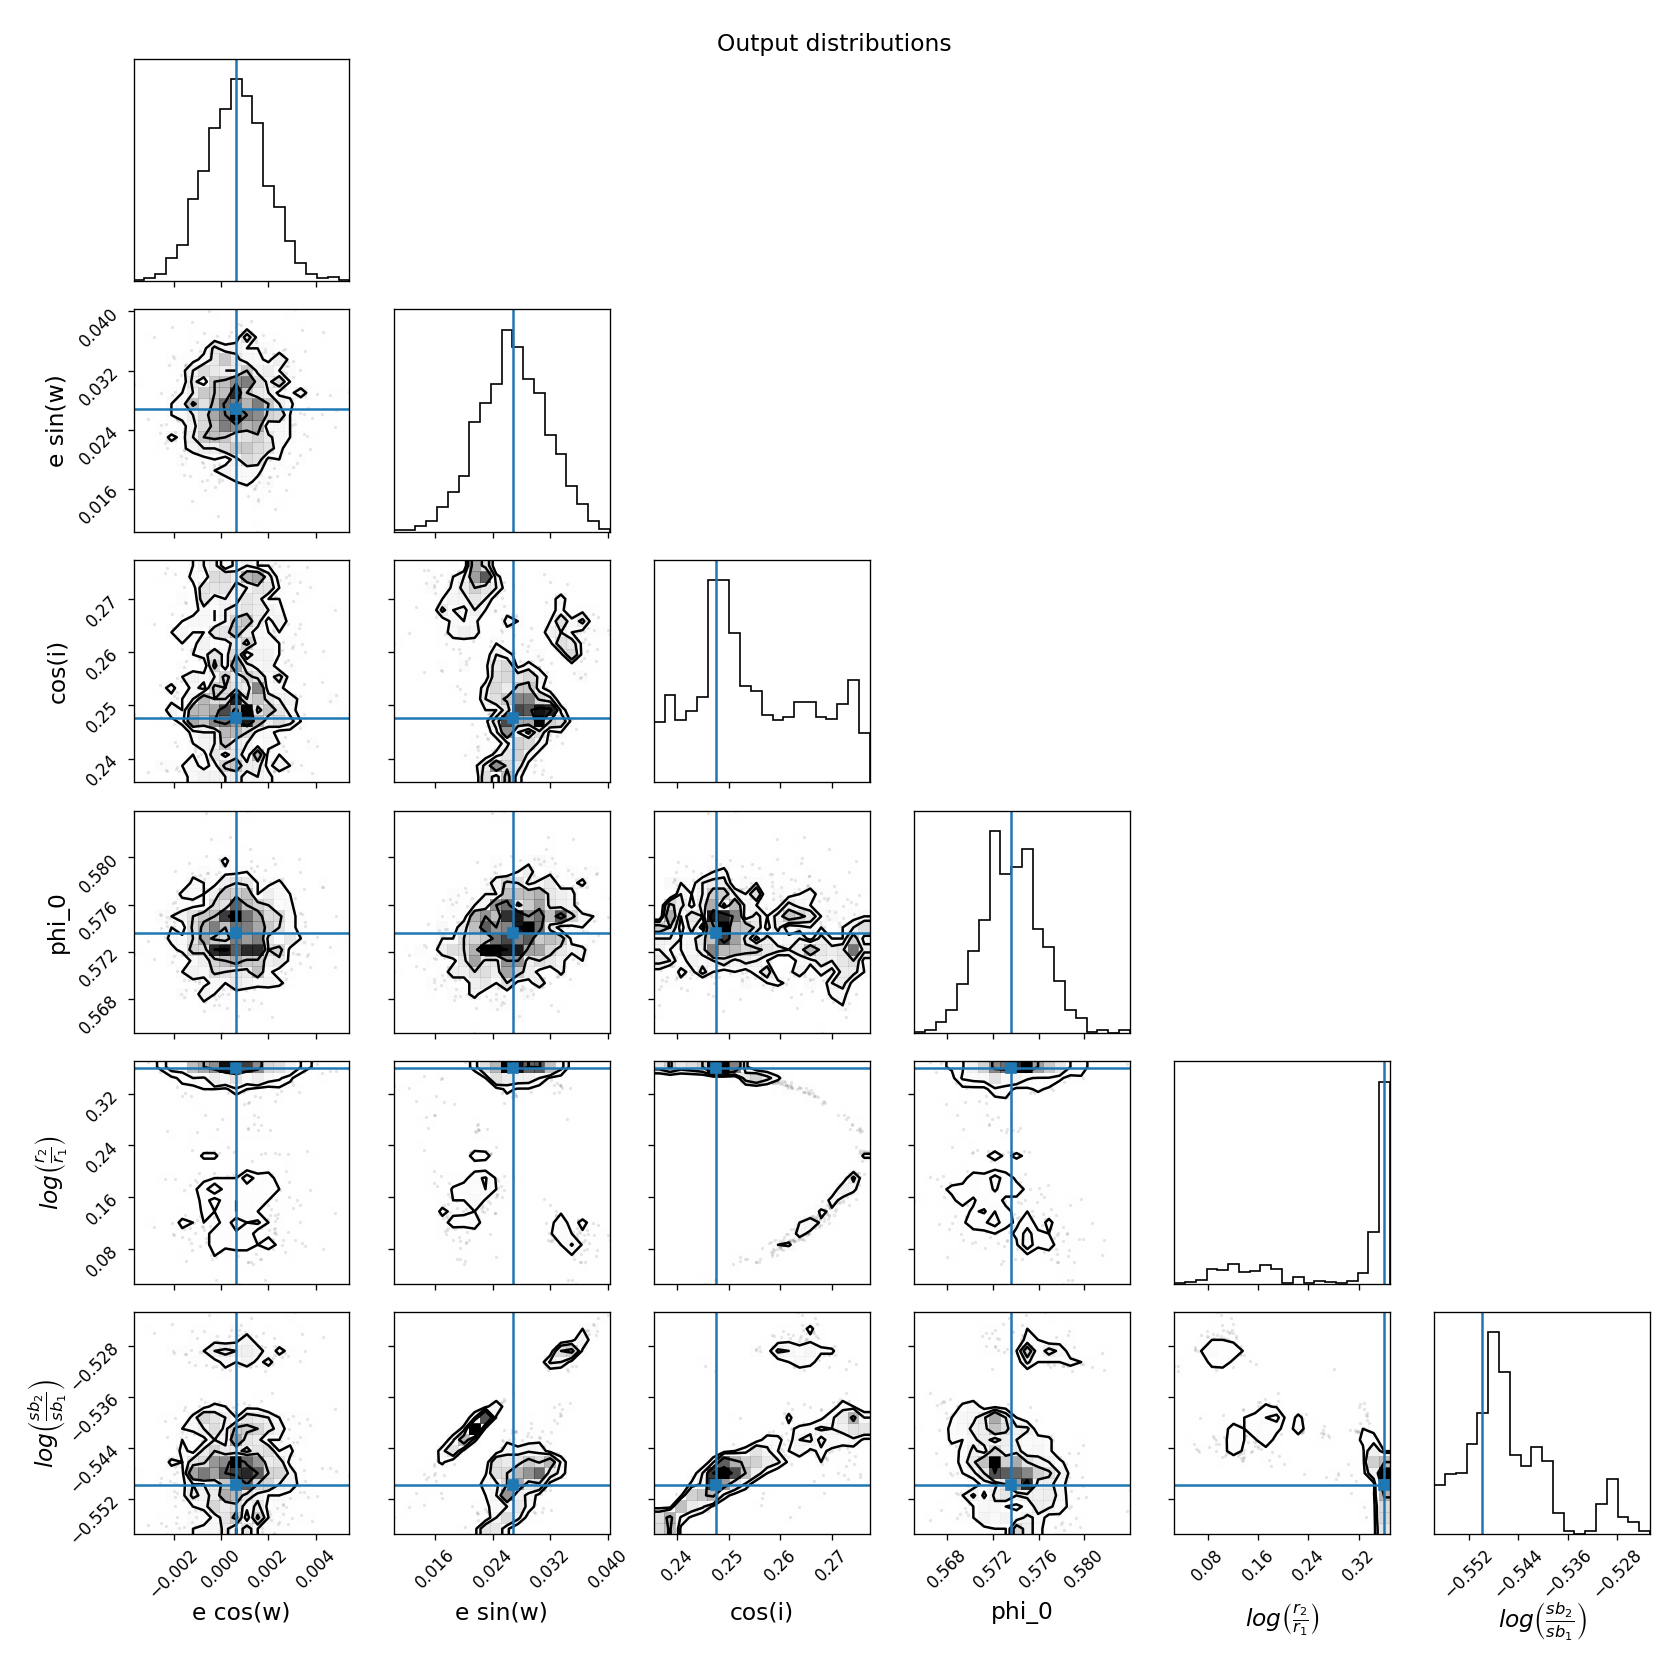 Output distributions
e sin(w)
0.040
0.032
0.024
0.016
cos(i)
0.27
0.26
0.25
0.24
phi_0
0.580
0.576
0.572
0.568
log(r₂/r₁)
0.32
0.24
0.16
0.08
log(sb₂/sb₁)
−0.528
−0.536
−0.544
−0.552
−0.002 0.000 0.002 0.004
0.016 0.024 0.032 0.040
0.24 0.25 0.26 0.27
0.568 0.572 0.576 0.580
0.08 0.16 0.24 0.32
−0.552 −0.544 −0.536 −0.528
e cos(w)
e sin(w)
cos(i)
phi_0
log(r₂/r₁)
log(sb₂/sb₁)